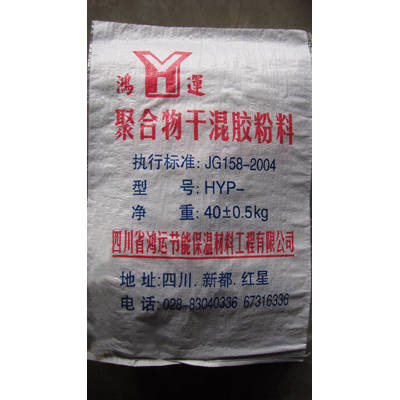 鸿 YH 運
聚合物干混胶粉料
执行标准: JG158-2004
型 号: HYP-
净 重: 40±0.5kg
四川省鸿运节能保温材料工程有限公司
地 址: 四川. 新都. 红星
电 话: 028-83040336 67316336